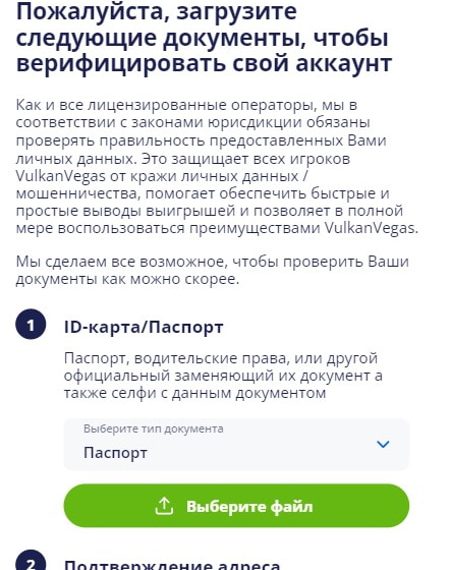 Пожалуйста, загрузите
следующие документы, чтобы
верифицировать свой аккаунт
Как и все лицензированные операторы, мы в
соответствии с законами юрисдикции обязаны
проверять правильность предоставленных Вами
личных данных. Это защищает всех игроков
VulkanVegas от кражи личных данных /
мошенничества, помогает обеспечить быстрые и
простые выводы выигрышей и позволяет в полной
мере воспользоваться преимуществами VulkanVegas.
Мы сделаем все возможное, чтобы проверить Ваши
документы как можно скорее.
1 ID-карта/Паспорт
Паспорт, водительские права, или другой
официальный заменяющий их документ а
также селфи с данным документом
Выберите тип документа
Паспорт
Выберите файл
2 Подтверждение адреса